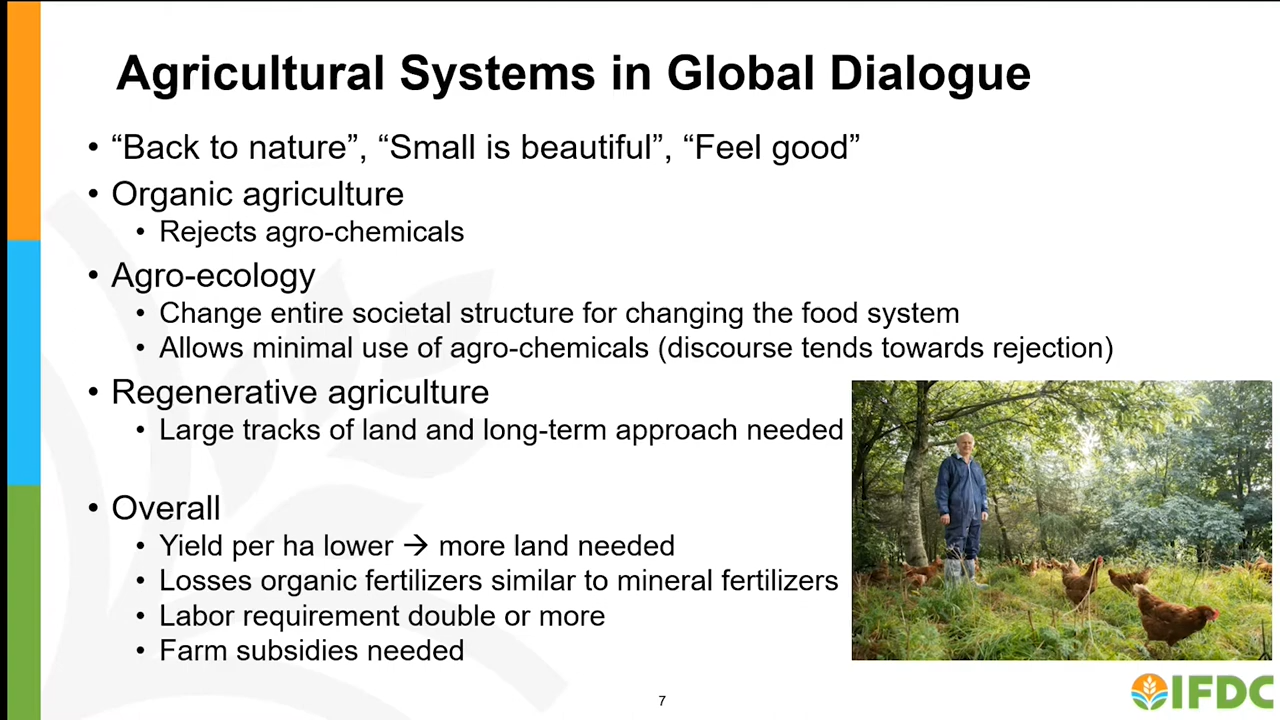 Agricultural Systems in Global Dialogue
• “Back to nature”, “Small is beautiful”, “Feel good”
• Organic agriculture
• Rejects agro-chemicals
• Agro-ecology
• Change entire societal structure for changing the food system
• Allows minimal use of agro-chemicals (discourse tends towards rejection)
• Regenerative agriculture
• Large tracks of land and long-term approach needed
• Overall
• Yield per ha lower → more land needed
• Losses organic fertilizers similar to mineral fertilizers
• Labor requirement double or more
• Farm subsidies needed
7
IFDC